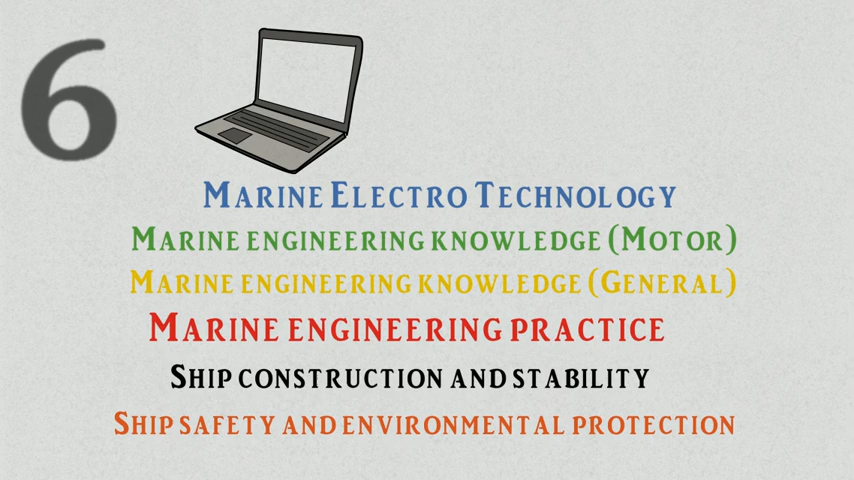 6
Marine Electro Technology
Marine engineering knowledge (Motor)
Marine engineering knowledge (General)
Marine engineering practice
Ship construction and stability
Ship safety and environmental protection